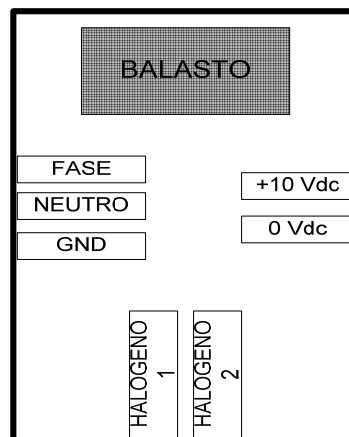 BALASTO
FASE
NEUTRO
GND
+10 Vdc
0 Vdc
HALOGENO
1
HALOGENO
2